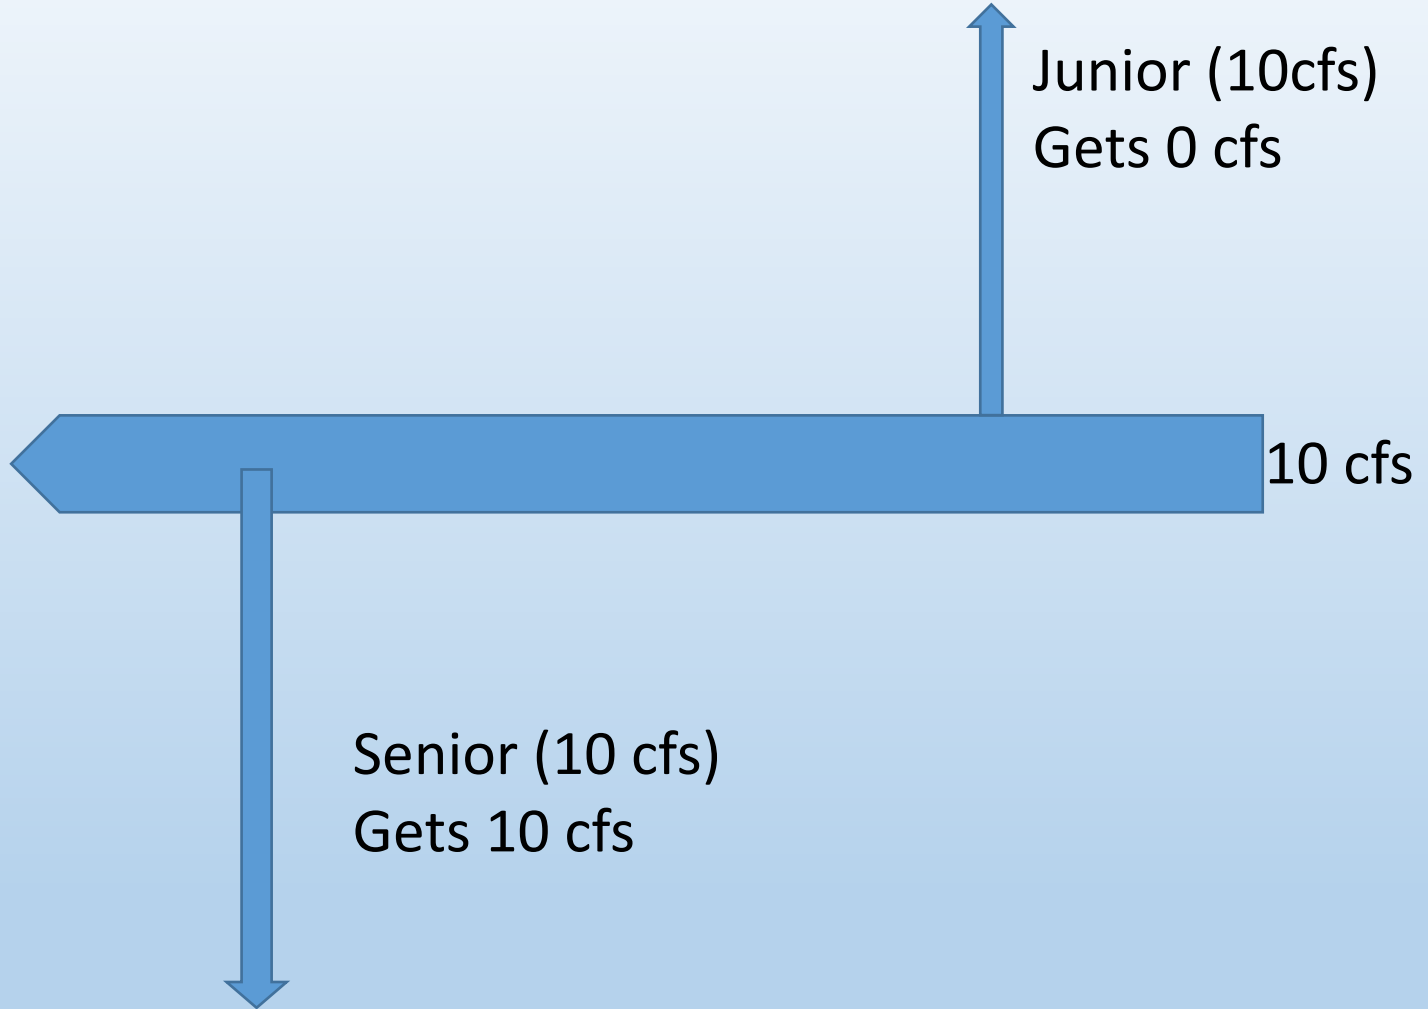 Junior (10cfs)
Gets 0 cfs
10 cfs
Senior (10 cfs)
Gets 10 cfs